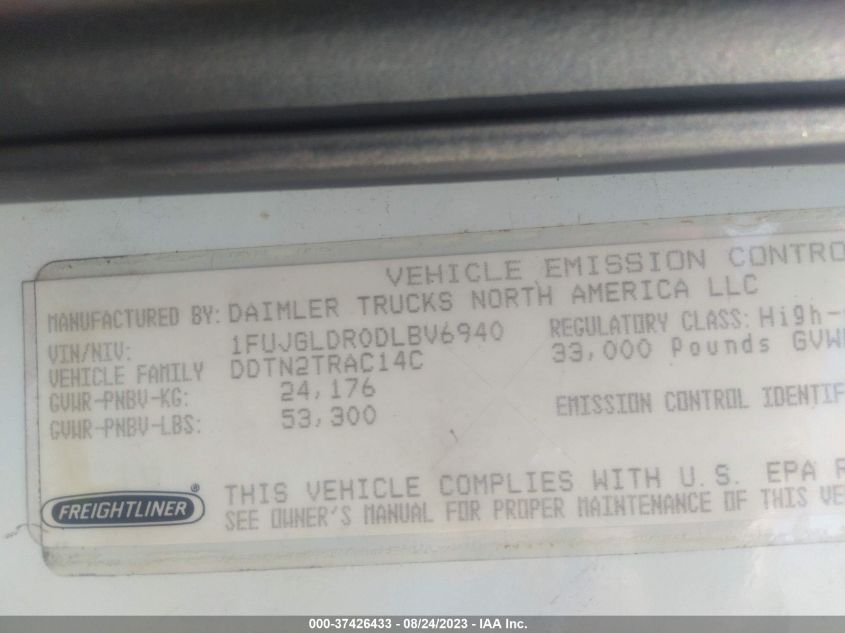 VEHICLE EMISSION CONTRO
MANUFACTURED BY: DAIMLER TRUCKS NORTH AMERICA LLC
VIN/NIV: 1FUJGLDR0DLBV6940 REGULATORY CLASS: High-
VEHICLE FAMILY DDTN2TRAC14C 33,000 Pounds GVW
GVWR-PNBV-KG: 24,176
GVWR-PNBV-LBS: 53,300 EMISSION CONTROL IDENTIF
FREIGHTLINER®
THIS VEHICLE COMPLIES WITH U.S. EPA R
SEE OWNER'S MANUAL FOR PROPER MAINTENANCE OF THIS VE
000-37426433 - 08/24/2023 - IAA Inc.